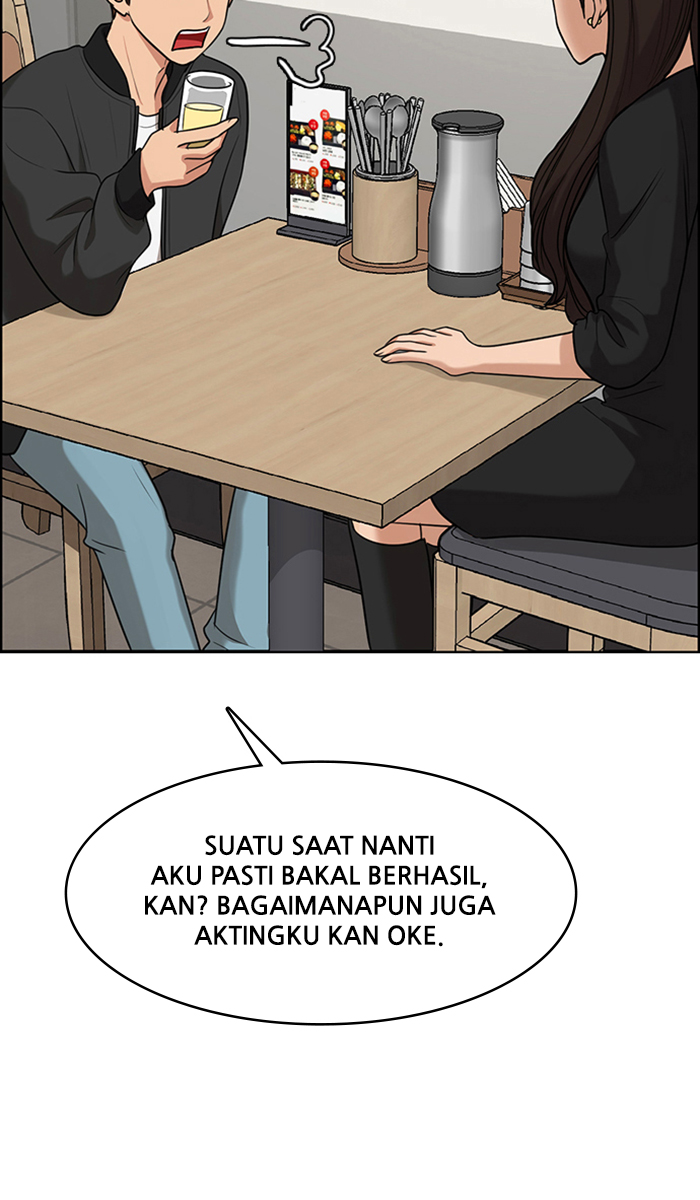 SUATU SAAT NANTI
AKU PASTI BAKAL BERHASIL,
KAN? BAGAIMANAPUN JUGA
AKTINGKU KAN OKE.